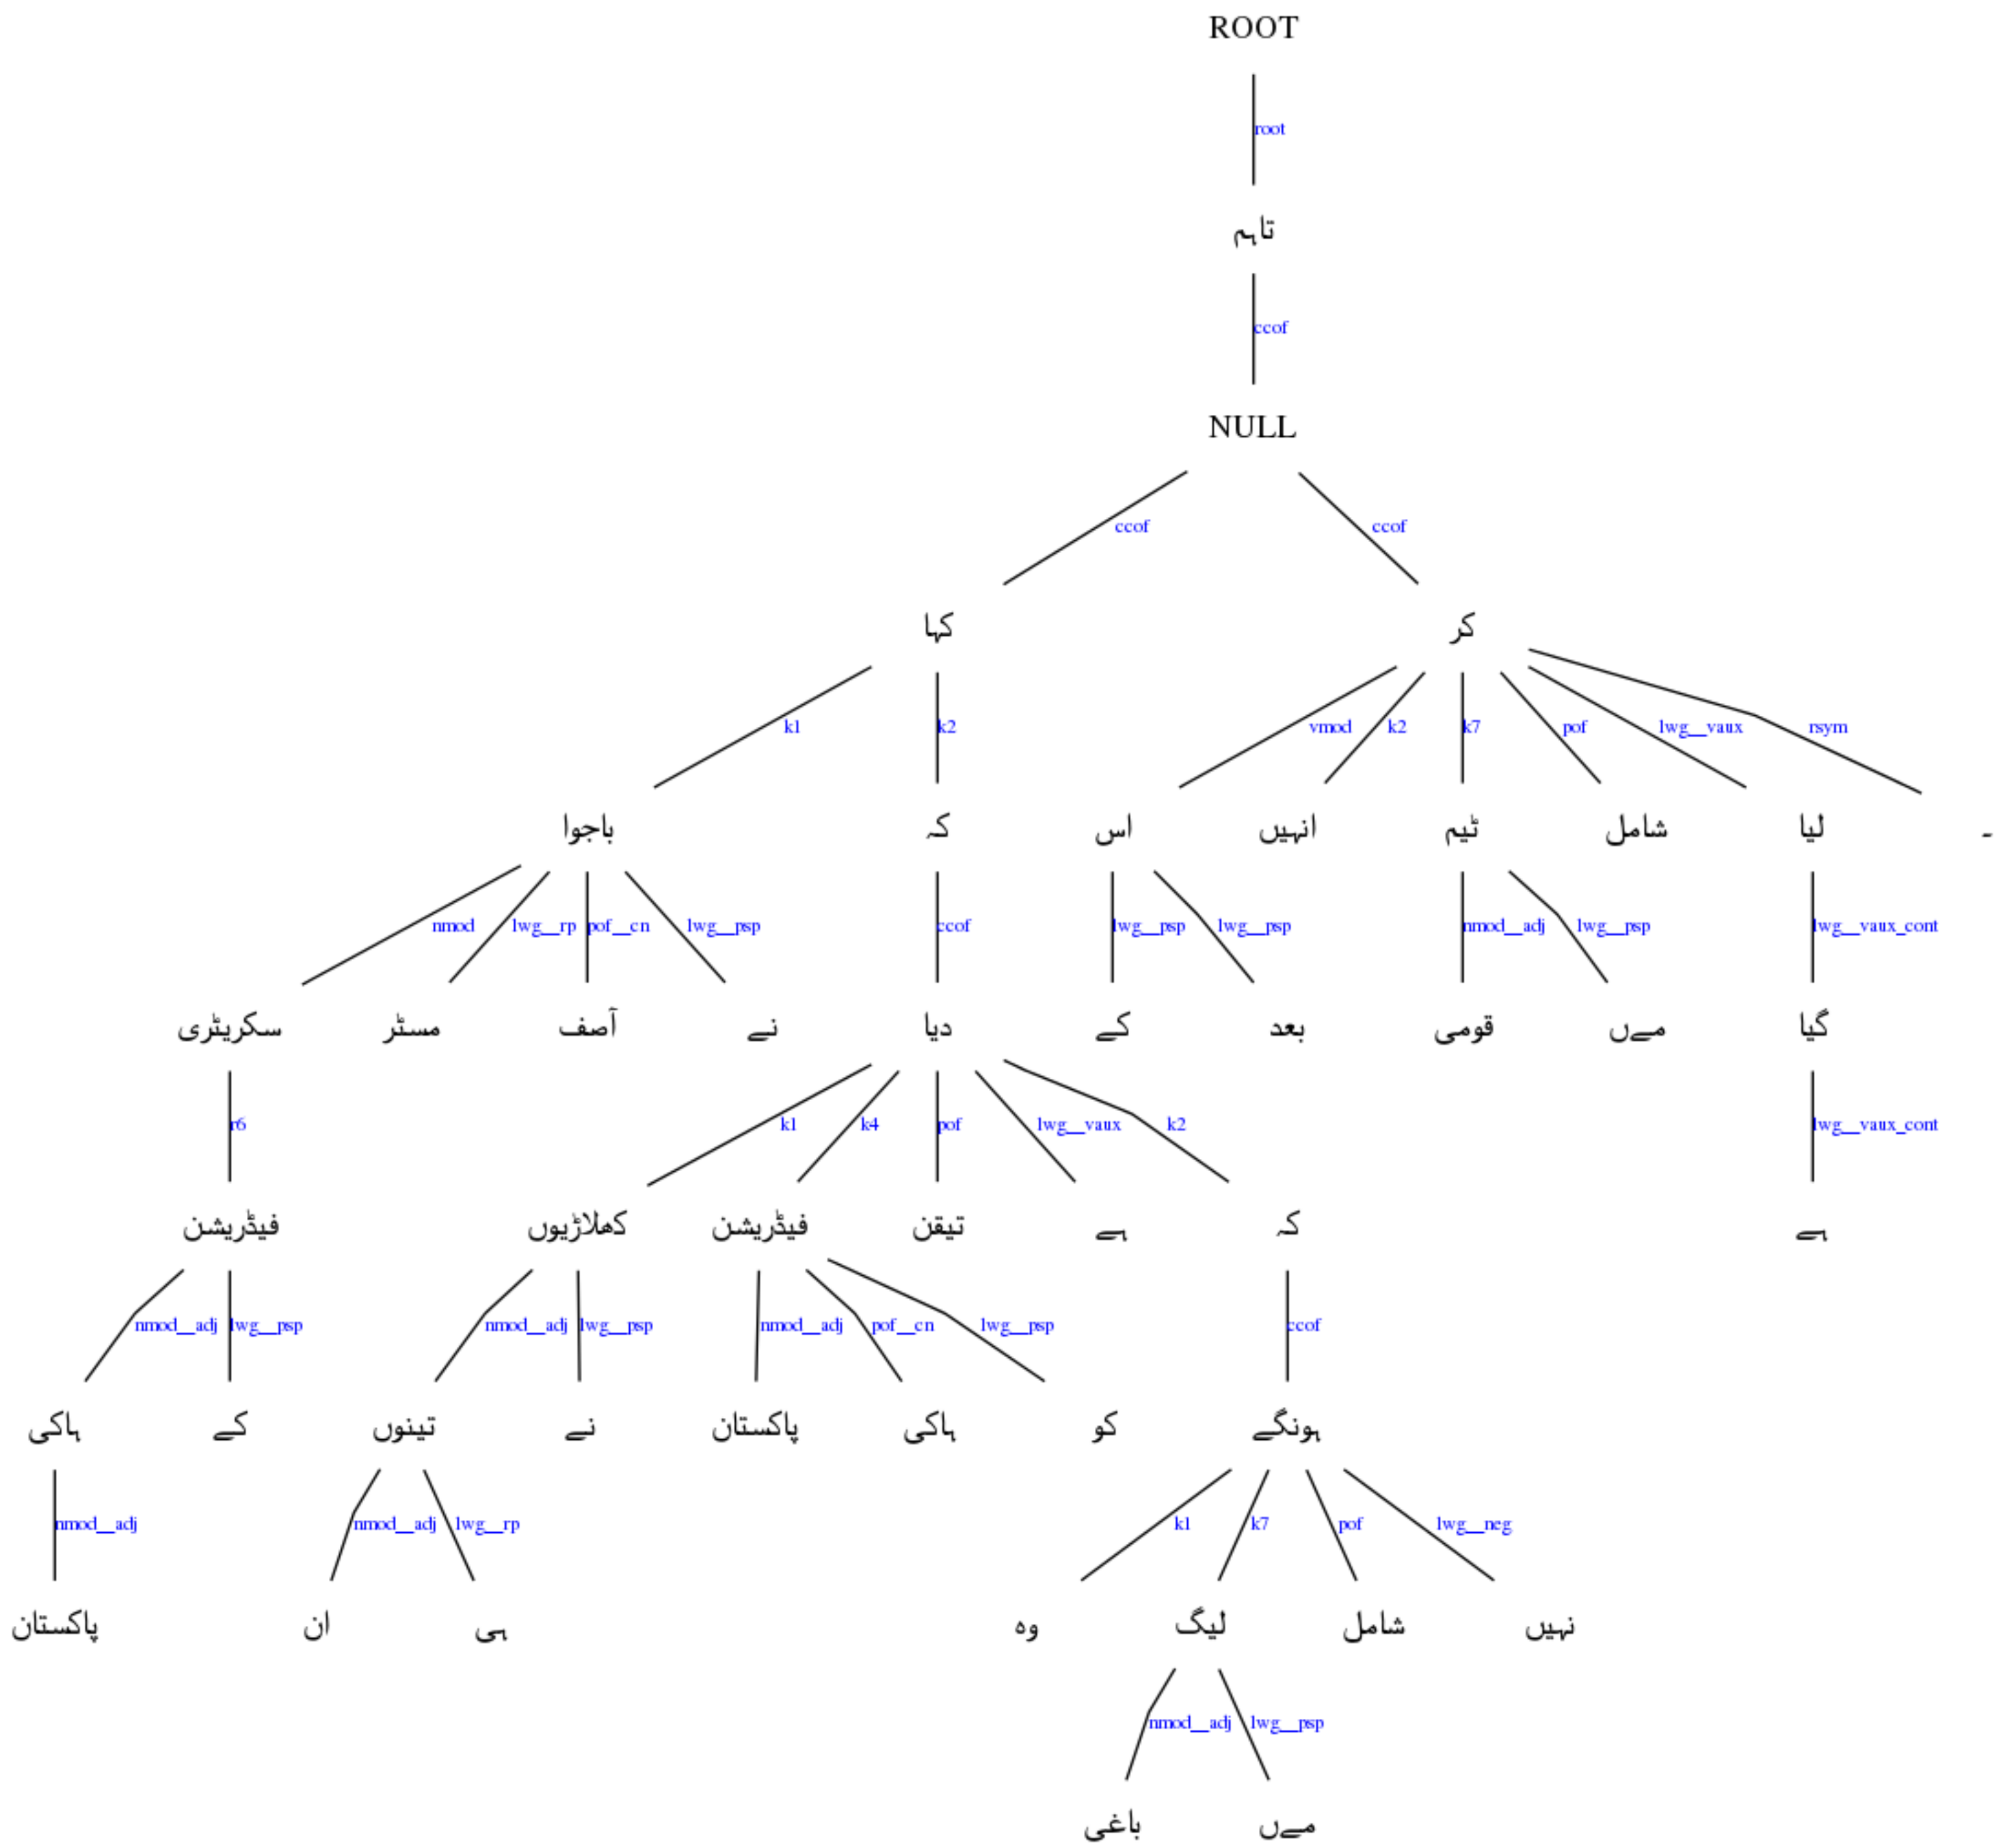 ROOT
root
تاہم
ccof
NULL
ccof ccof
کہا کر
k1 k2 vmod k2 k7 pof lwg__vaux rsym
باجوا کہ اس انہیں ٹیم شامل لیا ۔
nmod lwg__rp pof__cn lwg__psp ccof lwg__psp lwg__psp nmod__adj lwg__psp lwg__vaux_cont
سکریٹری مسٹر آصف نے دیا کے بعد قومی مےں گیا
r6 k1 k4 pof lwg__vaux k2 lwg__vaux_cont
فیڈریشن کھلاڑیوں فیڈریشن تیقن ہے کہ ہے
nmod__adj lwg__psp nmod__adj lwg__psp nmod__adj pof__cn lwg__psp ccof
ہاکی کے تینوں نے پاکستان ہاکی کو ہونگے
nmod__adj nmod__adj lwg__rp k1 k7 pof lwg__neg
پاکستان ان ہی وہ لیگ شامل نہیں
nmod__adj lwg__psp
باغی مےں